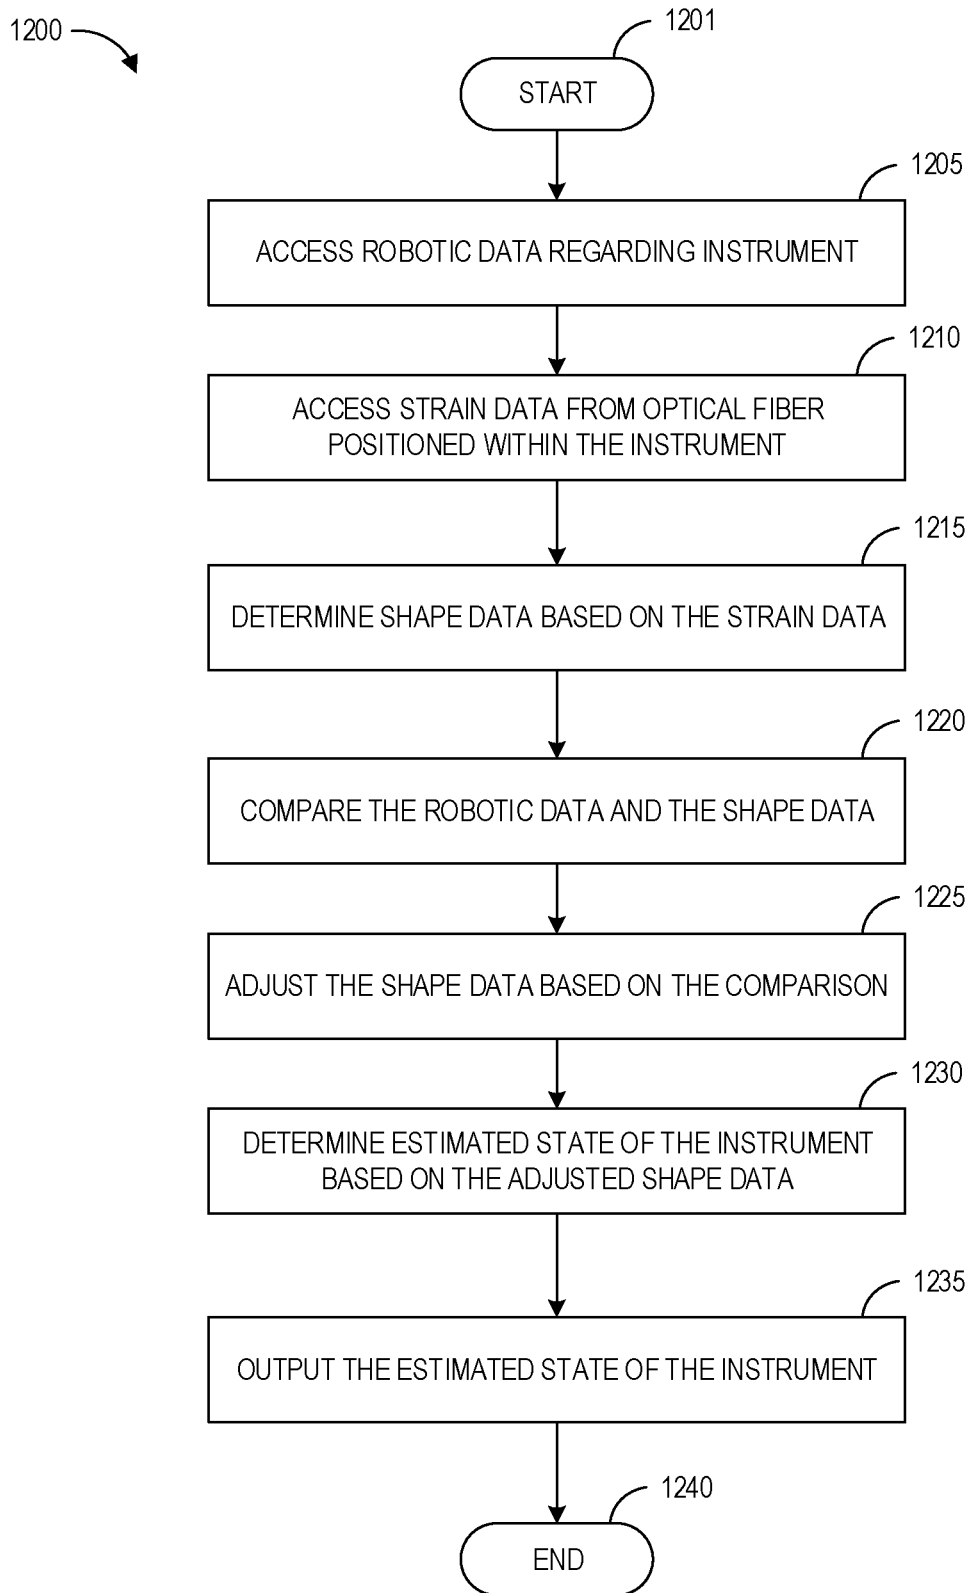 1200
1201
START
1205
ACCESS ROBOTIC DATA REGARDING INSTRUMENT
1210
ACCESS STRAIN DATA FROM OPTICAL FIBER
POSITIONED WITHIN THE INSTRUMENT
1215
DETERMINE SHAPE DATA BASED ON THE STRAIN DATA
1220
COMPARE THE ROBOTIC DATA AND THE SHAPE DATA
1225
ADJUST THE SHAPE DATA BASED ON THE COMPARISON
1230
DETERMINE ESTIMATED STATE OF THE INSTRUMENT
BASED ON THE ADJUSTED SHAPE DATA
1235
OUTPUT THE ESTIMATED STATE OF THE INSTRUMENT
1240
END